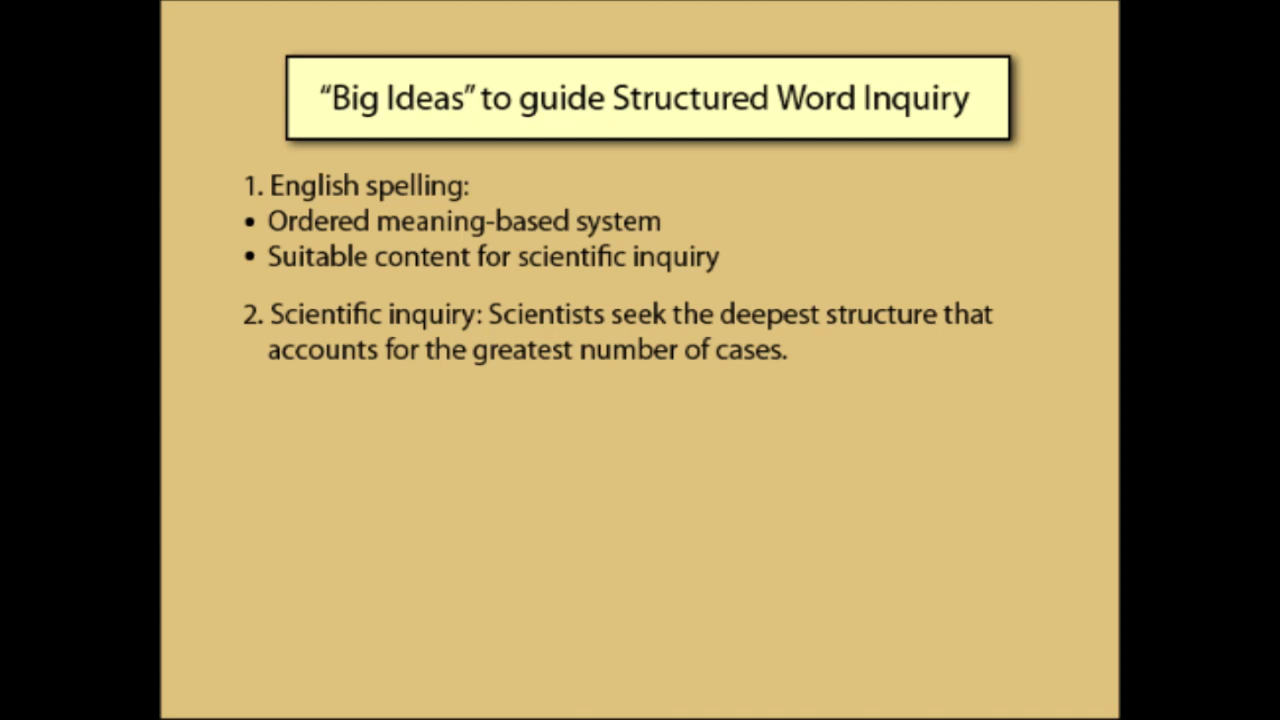 “Big Ideas” to guide Structured Word Inquiry
1. English spelling:
• Ordered meaning-based system
• Suitable content for scientific inquiry
2. Scientific inquiry: Scientists seek the deepest structure that
accounts for the greatest number of cases.